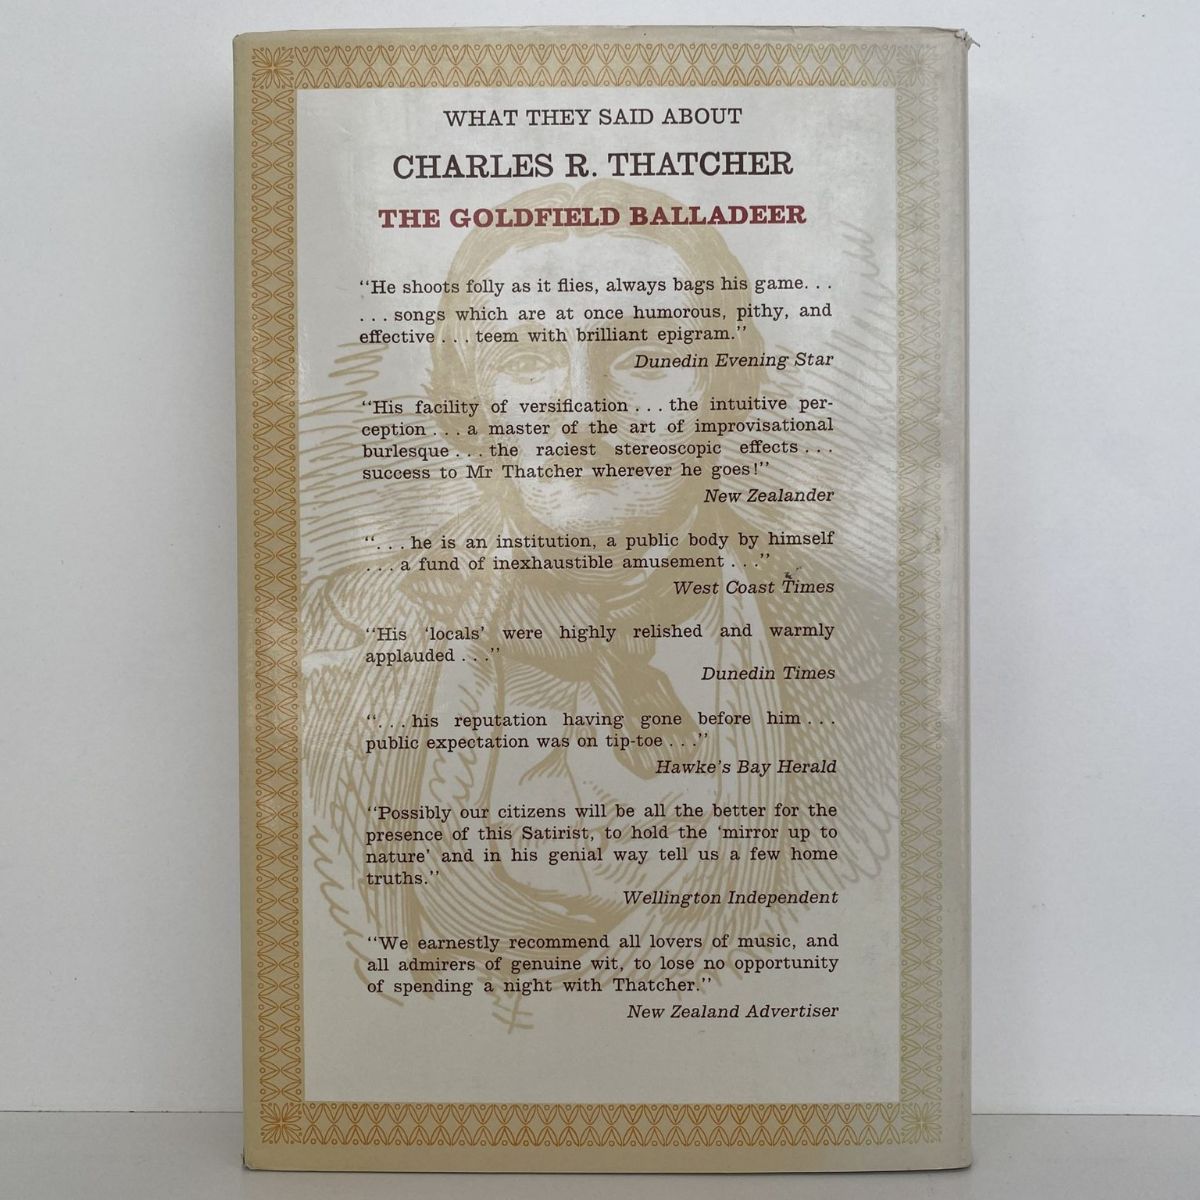 WHAT THEY SAID ABOUT
CHARLES R. THATCHER
THE GOLDFIELD BALLADEER
“He shoots folly as it flies, always bags his game. . .
. . . songs which are at once humorous, pithy, and
effective . . . teem with brilliant epigram.”
Dunedin Evening Star
“His facility of versification . . . the intuitive per-
ception . . . a master of the art of improvisational
burlesque . . . the raciest stereoscopic effects . . .
success to Mr Thatcher wherever he goes!”
New Zealander
“. . . he is an institution, a public body by himself
. . . a fund of inexhaustible amusement . . .”
West Coast Times
“His ‘locals’ were highly relished and warmly
applauded . . .”
Dunedin Times
“. . . his reputation having gone before him . . .
public expectation was on tip-toe . . .”
Hawke’s Bay Herald
“Possibly our citizens will be all the better for the
presence of this Satirist, to hold the ‘mirror up to
nature’ and in his genial way tell us a few home
truths.”
Wellington Independent
“We earnestly recommend all lovers of music, and
all admirers of genuine wit, to lose no opportunity
of spending a night with Thatcher.”
New Zealand Advertiser